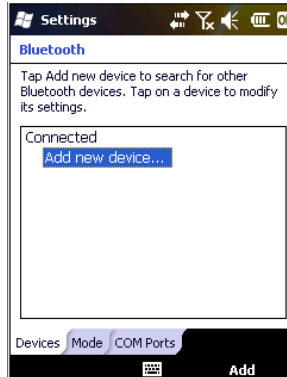 Settings
Bluetooth
Tap Add new device to search for other
Bluetooth devices. Tap on a device to modify
its settings.
Connected
Add new device...
Devices Mode COM Ports
Add